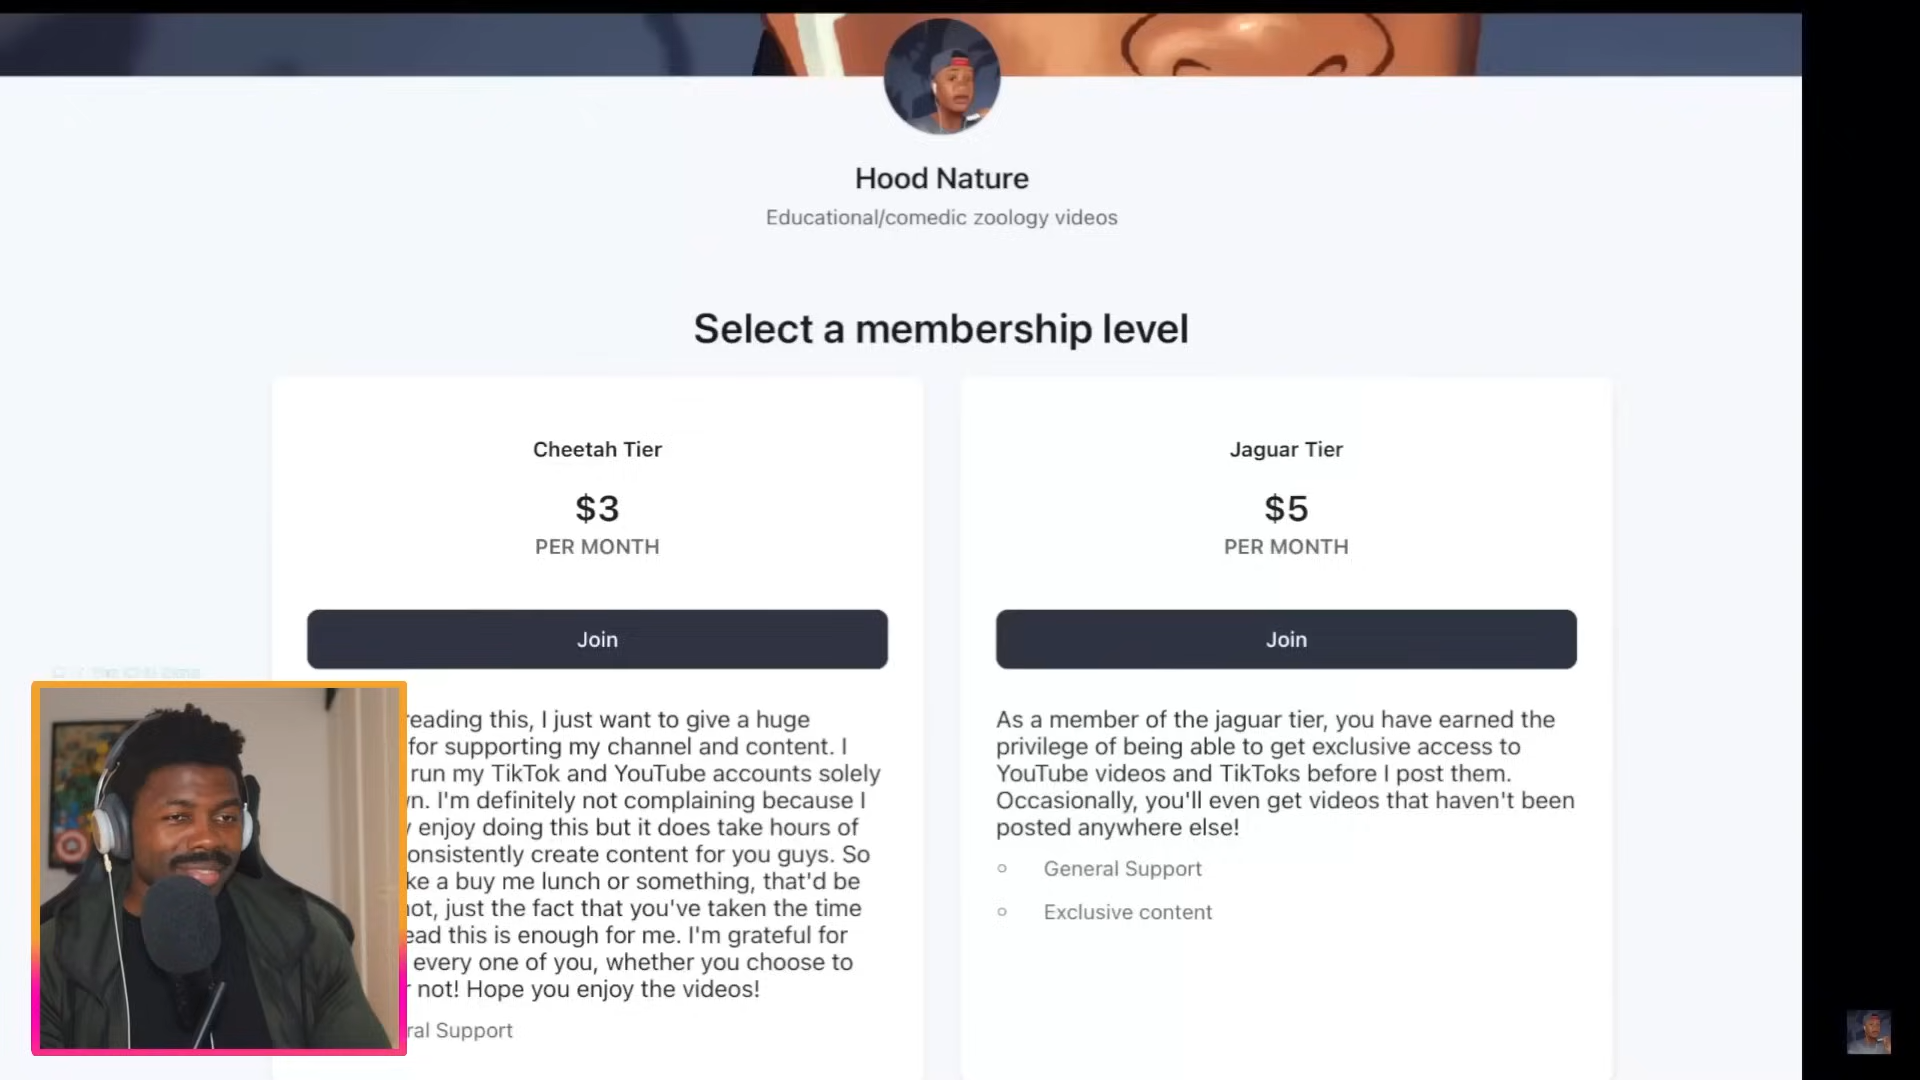 Hood Nature
Educational/comedic zoology videos
Select a membership level
Cheetah Tier
$3
PER MONTH
Join
reading this, I just want to give a huge
for supporting my channel and content. I
run my TikTok and YouTube accounts solely
I'm definitely not complaining because I
enjoy doing this but it does take hours of
consistently create content for you guys. So
a buy me lunch or something, that'd be
just the fact that you've taken the time
this is enough for me. I'm grateful for
every one of you, whether you choose to
not! Hope you enjoy the videos!
Support
Jaguar Tier
$5
PER MONTH
Join
As a member of the jaguar tier, you have earned the
privilege of being able to get exclusive access to
YouTube videos and TikToks before I post them.
Occasionally, you'll even get videos that haven't been
posted anywhere else!
General Support
Exclusive content